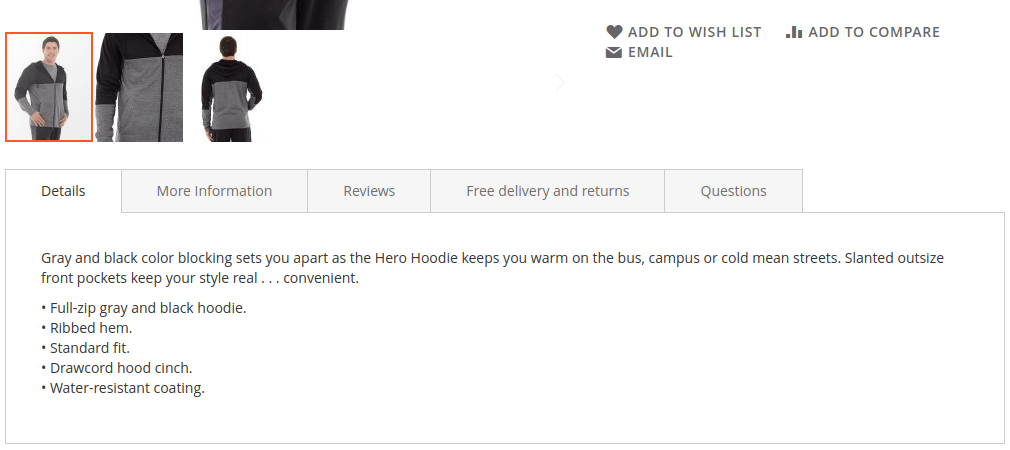 ADD TO WISH LIST
ADD TO COMPARE
EMAIL
Details
More Information
Reviews
Free delivery and returns
Questions
Gray and black color blocking sets you apart as the Hero Hoodie keeps you warm on the bus, campus or cold mean streets. Slanted outsize
front pockets keep your style real . . . convenient.
• Full-zip gray and black hoodie.
• Ribbed hem.
• Standard fit.
• Drawcord hood cinch.
• Water-resistant coating.